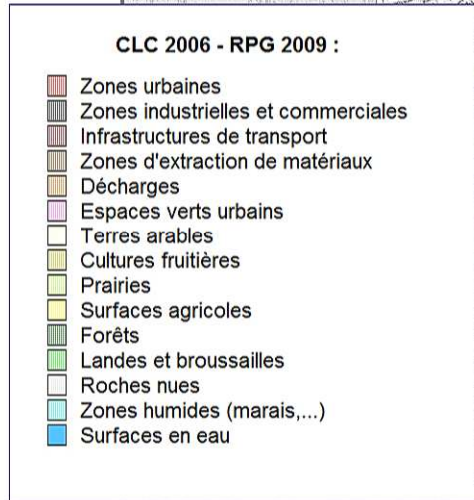 CLC 2006 - RPG 2009 :
Zones urbaines
Zones industrielles et commerciales
Infrastructures de transport
Zones d'extraction de matériaux
Décharges
Espaces verts urbains
Terres arables
Cultures fruitières
Prairies
Surfaces agricoles
Forêts
Landes et broussailles
Roches nues
Zones humides (marais,...)
Surfaces en eau